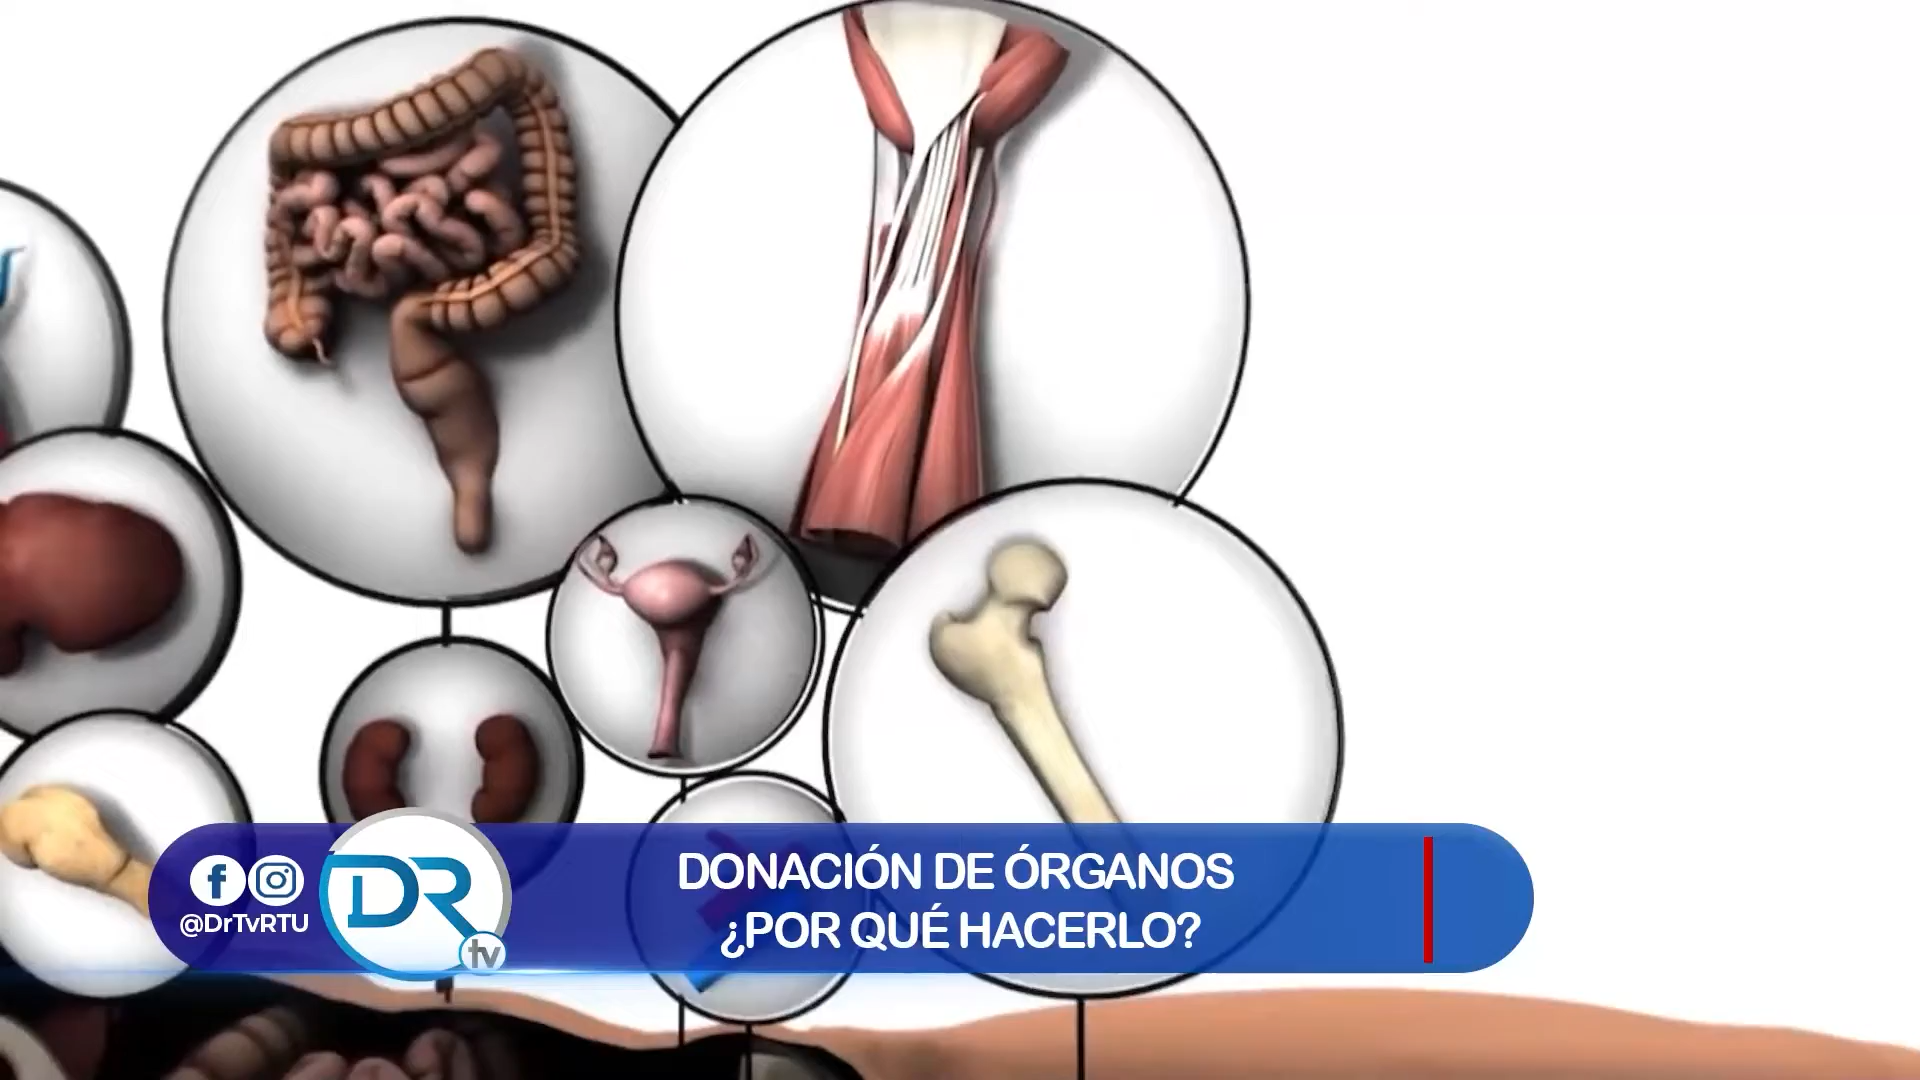 @DrTvRTU
DR
tv
DONACIÓN DE ÓRGANOS
¿POR QUÉ HACERLO?